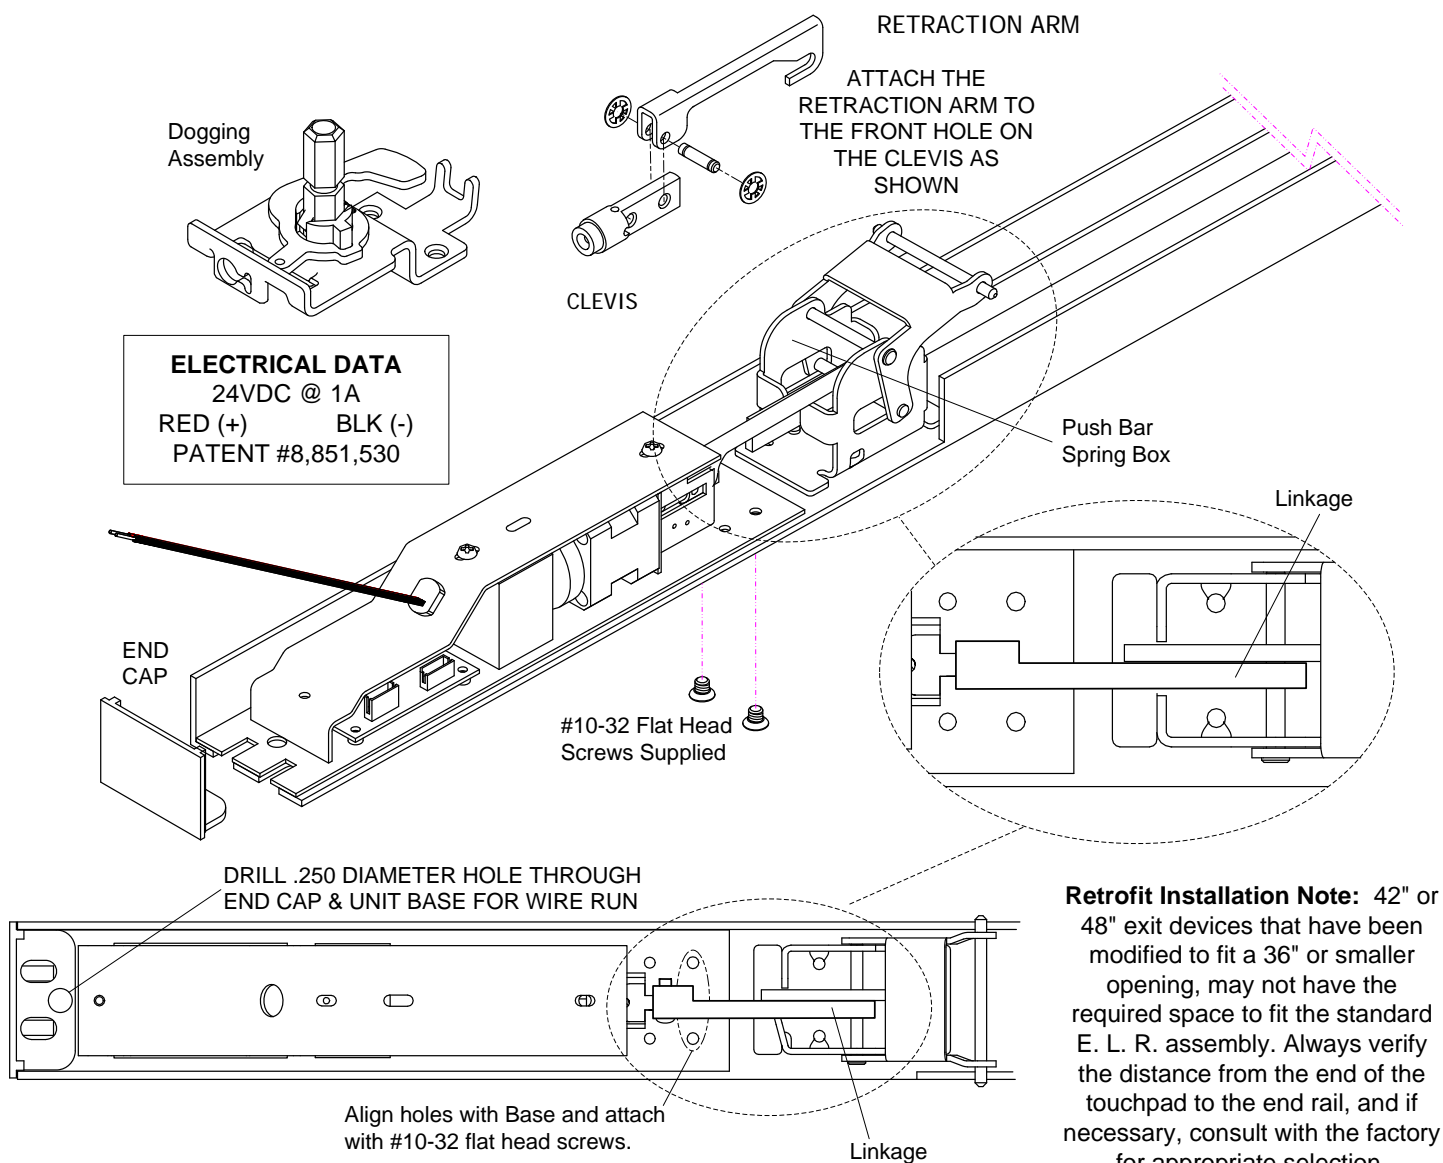 RETRACTION ARM
ATTACH THE
RETRACTION ARM TO
THE FRONT HOLE ON
THE CLEVIS AS
SHOWN
Dogging
Assembly
CLEVIS
ELECTRICAL DATA
24VDC @ 1A
RED (+) BLK (-)
PATENT #8,851,530
Push Bar
Spring Box
Linkage
END
CAP
#10-32 Flat Head
Screws Supplied
DRILL .250 DIAMETER HOLE THROUGH
END CAP & UNIT BASE FOR WIRE RUN
Align holes with Base and attach
with #10-32 flat head screws.
Linkage
Retrofit Installation Note: 42" or
48" exit devices that have been
modified to fit a 36" or smaller
opening, may not have the
required space to fit the standard
E. L. R. assembly. Always verify
the distance from the end of the
touchpad to the end rail, and if
necessary, consult with the factory
for appropriate selection